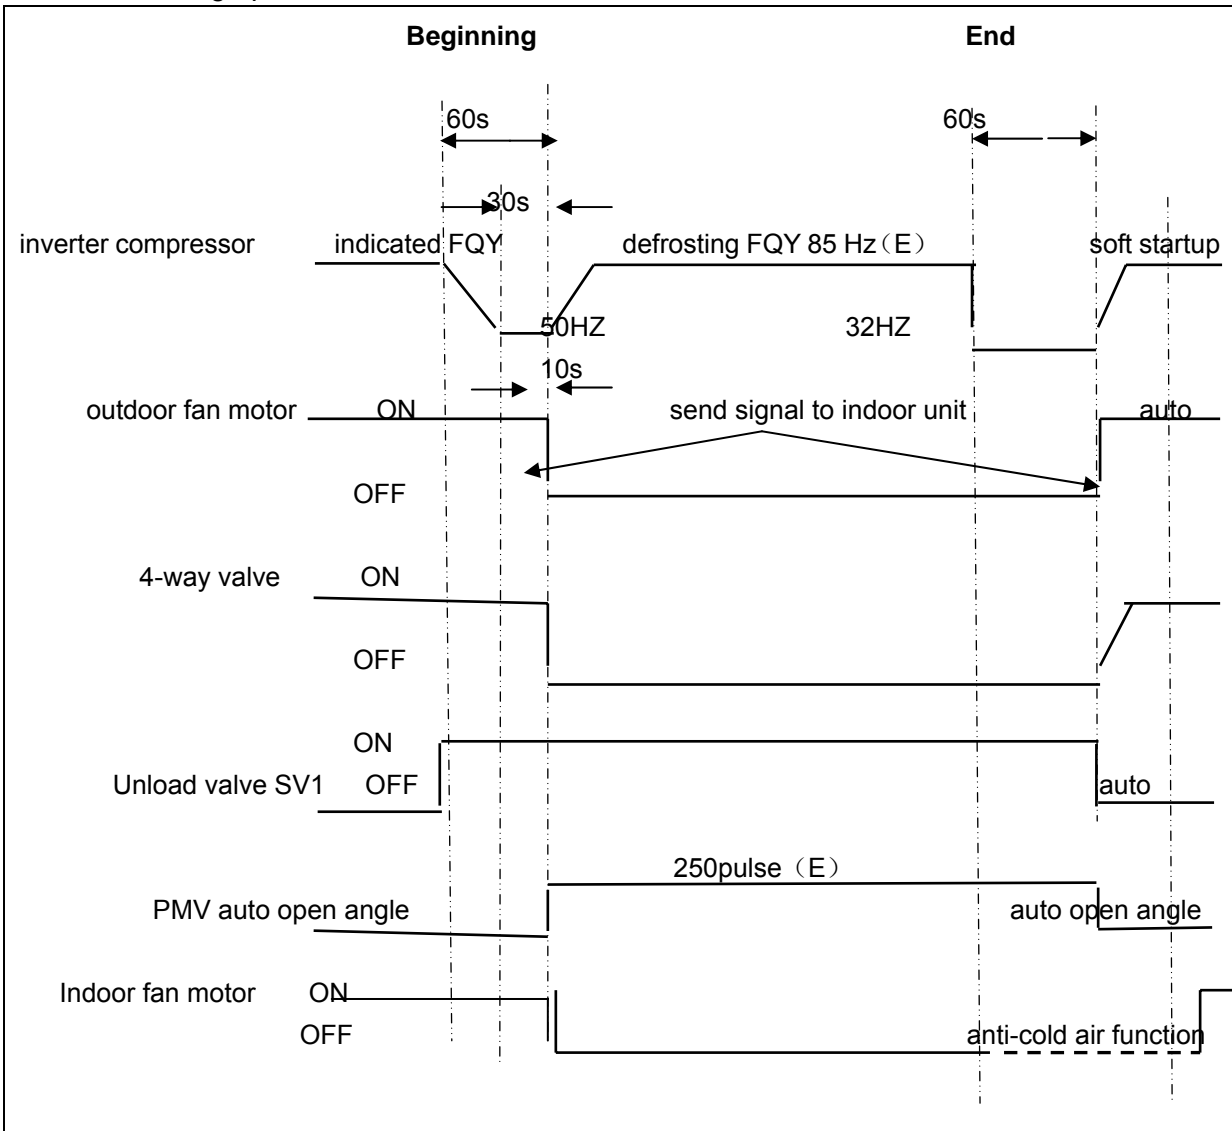 Beginning End
60s 60s
30s
inverter compressor indicated FQY defrosting FQY 85 Hz（E） soft startup
50HZ 32HZ
10s
outdoor fan motor ON send signal to indoor unit auto
OFF
4-way valve ON
OFF
ON
Unload valve SV1 OFF auto
250pulse（E）
PMV auto open angle auto open angle
Indoor fan motor ON
OFF anti-cold air function